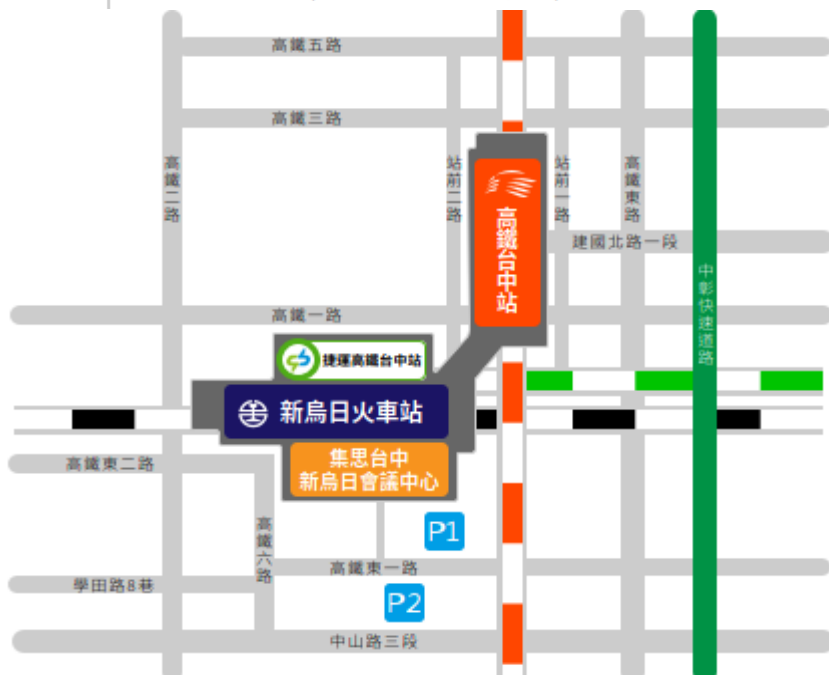 高鐵五路
高鐵三路
高鐵二路
站前二路
站前一路
高鐵東路
高鐵台中站
建國北路一段
中彰快速道路
高鐵一路
捷運高鐵台中站
新烏日火車站
集思台中
新烏日會議中心
高鐵東二路
P1
高鐵六路
高鐵東一路
學田路8巷
P2
中山路三段